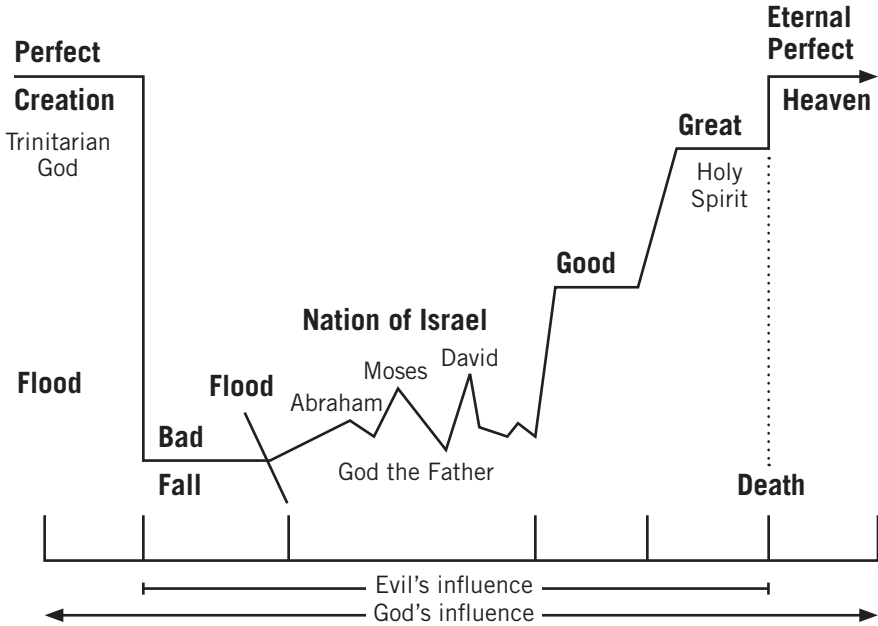 Perfect
Creation
Trinitarian
God
Flood
Bad
Fall
Flood
Nation of Israel
Abraham
Moses
David
God the Father
Good
Great
Holy
Spirit
Eternal
Perfect
Heaven
Death
Evil's influence
God's influence